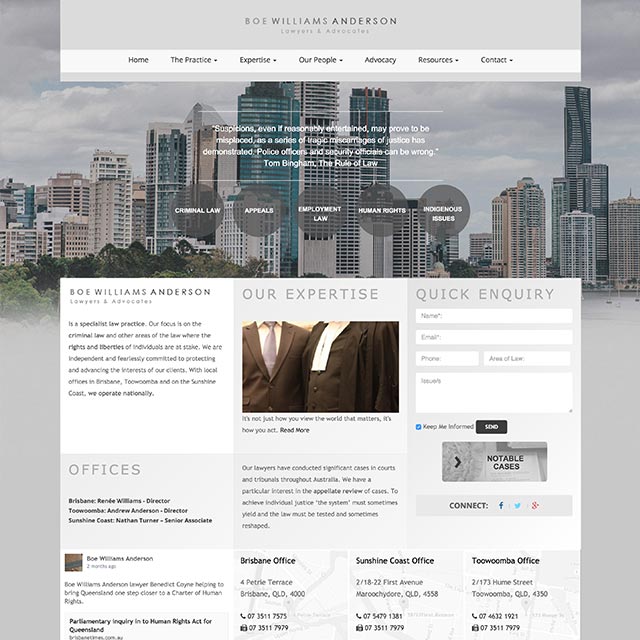 BOE WILLIAMS ANDERSON
Lawyers & Advocates
Home The Practice Expertise Our People Advocacy Resources Contact
"Suspicions, even if reasonably entertained, may prove to be
misplaced, as a series of tragic miscarriages of justice has
demonstrated. Police officers and security officials can be wrong."
Tom Bingham, The Rule of Law
CRIMINAL LAW
APPEALS
EMPLOYMENT
LAW
HUMAN RIGHTS
INDIGENOUS
ISSUES
BOE WILLIAMS ANDERSON
Lawyers & Advocates
is a specialist law practice. Our focus is on the
criminal law and other areas of the law where the
rights and liberties of individuals are at stake. We are
independent and fearlessly committed to protecting
and advancing the interests of our clients. With local
offices in Brisbane, Toowoomba and on the Sunshine
Coast, we operate nationally.
OFFICES
Brisbane: Renée Williams - Director
Toowoomba: Andrew Anderson - Director
Sunshine Coast: Nathan Turner – Senior Associate
OUR EXPERTISE
It's not just how you view the world that matters, it's
how you act. Read More
Our lawyers have conducted significant cases in courts
and tribunals throughout Australia. We have a
particular interest in the appellate review of cases. To
achieve individual justice "the system" must sometimes
yield and the law must be tested and sometimes
reshaped.
QUICK ENQUIRY
Name*:
Email*:
Phone: Area of Law:
Issue/s
Keep Me Informed SEND
NOTABLE
CASES
CONNECT: f
g+
Boe Williams Anderson
2 months ago
Boe Williams Anderson lawyer Benedict Coyne helping to
bring Queensland one step closer to a Charter of Human
Rights.
Parliamentary inquiry in to Human Rights Act for
Queensland
brisbanetimes.com.au
Brisbane Office
4 Petrie Terrace
Brisbane, QLD, 4000
07 3511 7575
07 3511 7979
Sunshine Coast Office
2/18-22 First Avenue
Maroochydore, QLD, 4558
07 5479 1381
07 3511 7979
Toowoomba Office
2/173 Hume Street
Toowoomba, QLD, 4350
07 4632 1921
07 3511 7979